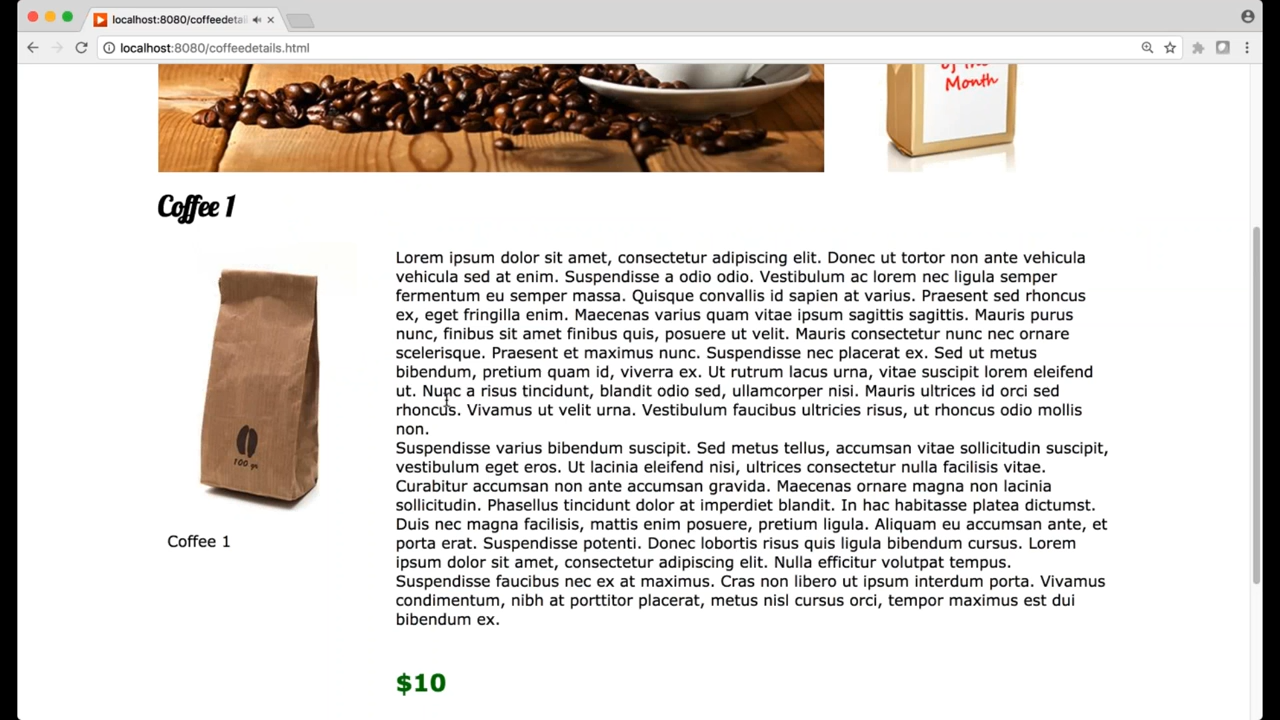 localhost:8080/coffeedetai
localhost:8080/coffeedetails.html
of the
Month
Coffee 1
Lorem ipsum dolor sit amet, consectetur adipiscing elit. Donec ut tortor non ante vehicula
vehicula sed at enim. Suspendisse a odio odio. Vestibulum ac lorem nec ligula semper
fermentum eu semper massa. Quisque convallis id sapien at varius. Praesent sed rhoncus
ex, eget fringilla enim. Maecenas varius quam vitae ipsum sagittis sagittis. Mauris purus
nunc, finibus sit amet finibus quis, posuere ut velit. Mauris consectetur nunc nec ornare
scelerisque. Praesent et maximus nunc. Suspendisse nec placerat ex. Sed ut metus
bibendum, pretium quam id, viverra ex. Ut rutrum lacus urna, vitae suscipit lorem eleifend
ut. Nunc a risus tincidunt, blandit odio sed, ullamcorper nisi. Mauris ultrices id orci sed
rhoncus. Vivamus ut velit urna. Vestibulum faucibus ultricies risus, ut rhoncus odio mollis
non.
Suspendisse varius bibendum suscipit. Sed metus tellus, accumsan vitae sollicitudin suscipit,
vestibulum eget eros. Ut lacinia eleifend nisi, ultrices consectetur nulla facilisis vitae.
Curabitur accumsan non ante accumsan gravida. Maecenas ornare magna non lacinia
sollicitudin. Phasellus tincidunt dolor at imperdiet blandit. In hac habitasse platea dictumst.
Duis nec magna facilisis, mattis enim posuere, pretium ligula. Aliquam eu accumsan ante, et
porta erat. Suspendisse potenti. Donec lobortis risus quis ligula bibendum cursus. Lorem
ipsum dolor sit amet, consectetur adipiscing elit. Nulla efficitur volutpat tempus.
Suspendisse faucibus nec ex at maximus. Cras non libero ut ipsum interdum porta. Vivamus
condimentum, nibh at porttitor placerat, metus nisl cursus orci, tempor maximus est dui
bibendum ex.
100 gr
Coffee 1
$10